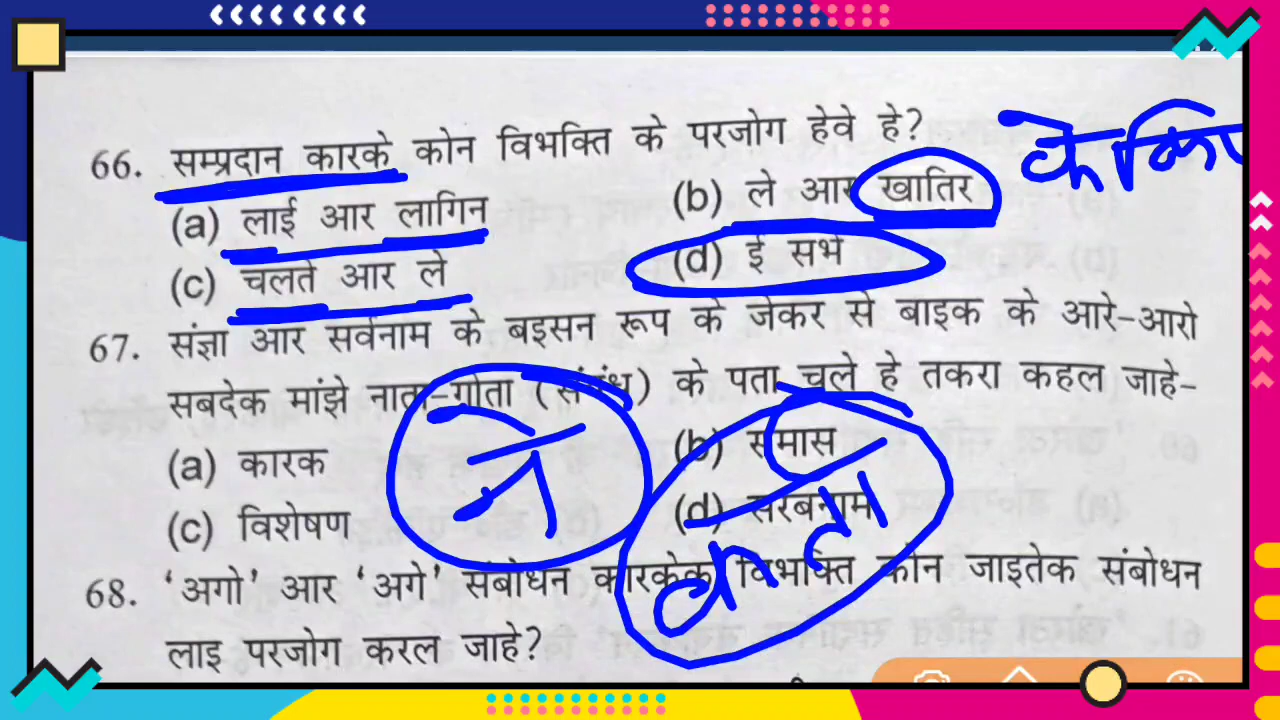 66. सम्प्रदान कारके कोन विभक्ति के परजोग हेवे हे?
(a) लाई आर लागिन (b) ले आर खातिर
(c) चलते आर ले (d) ई सभे
67. संज्ञा आर सर्वनाम के बइसन रूप के जेकर से बाइक के आरे-आरो
सबदेक मांझे नाता-गोता (संबंध) के पता चले हे तकरा कहल जाहे-
(a) कारक (b) समास
(c) विशेषण (d) सरबनाम
68. 'अगो' आर 'अगे' संबोधन कारकेक विभक्ति कोन जाइतेक संबोधन
लाइ परजोग करल जाहे?